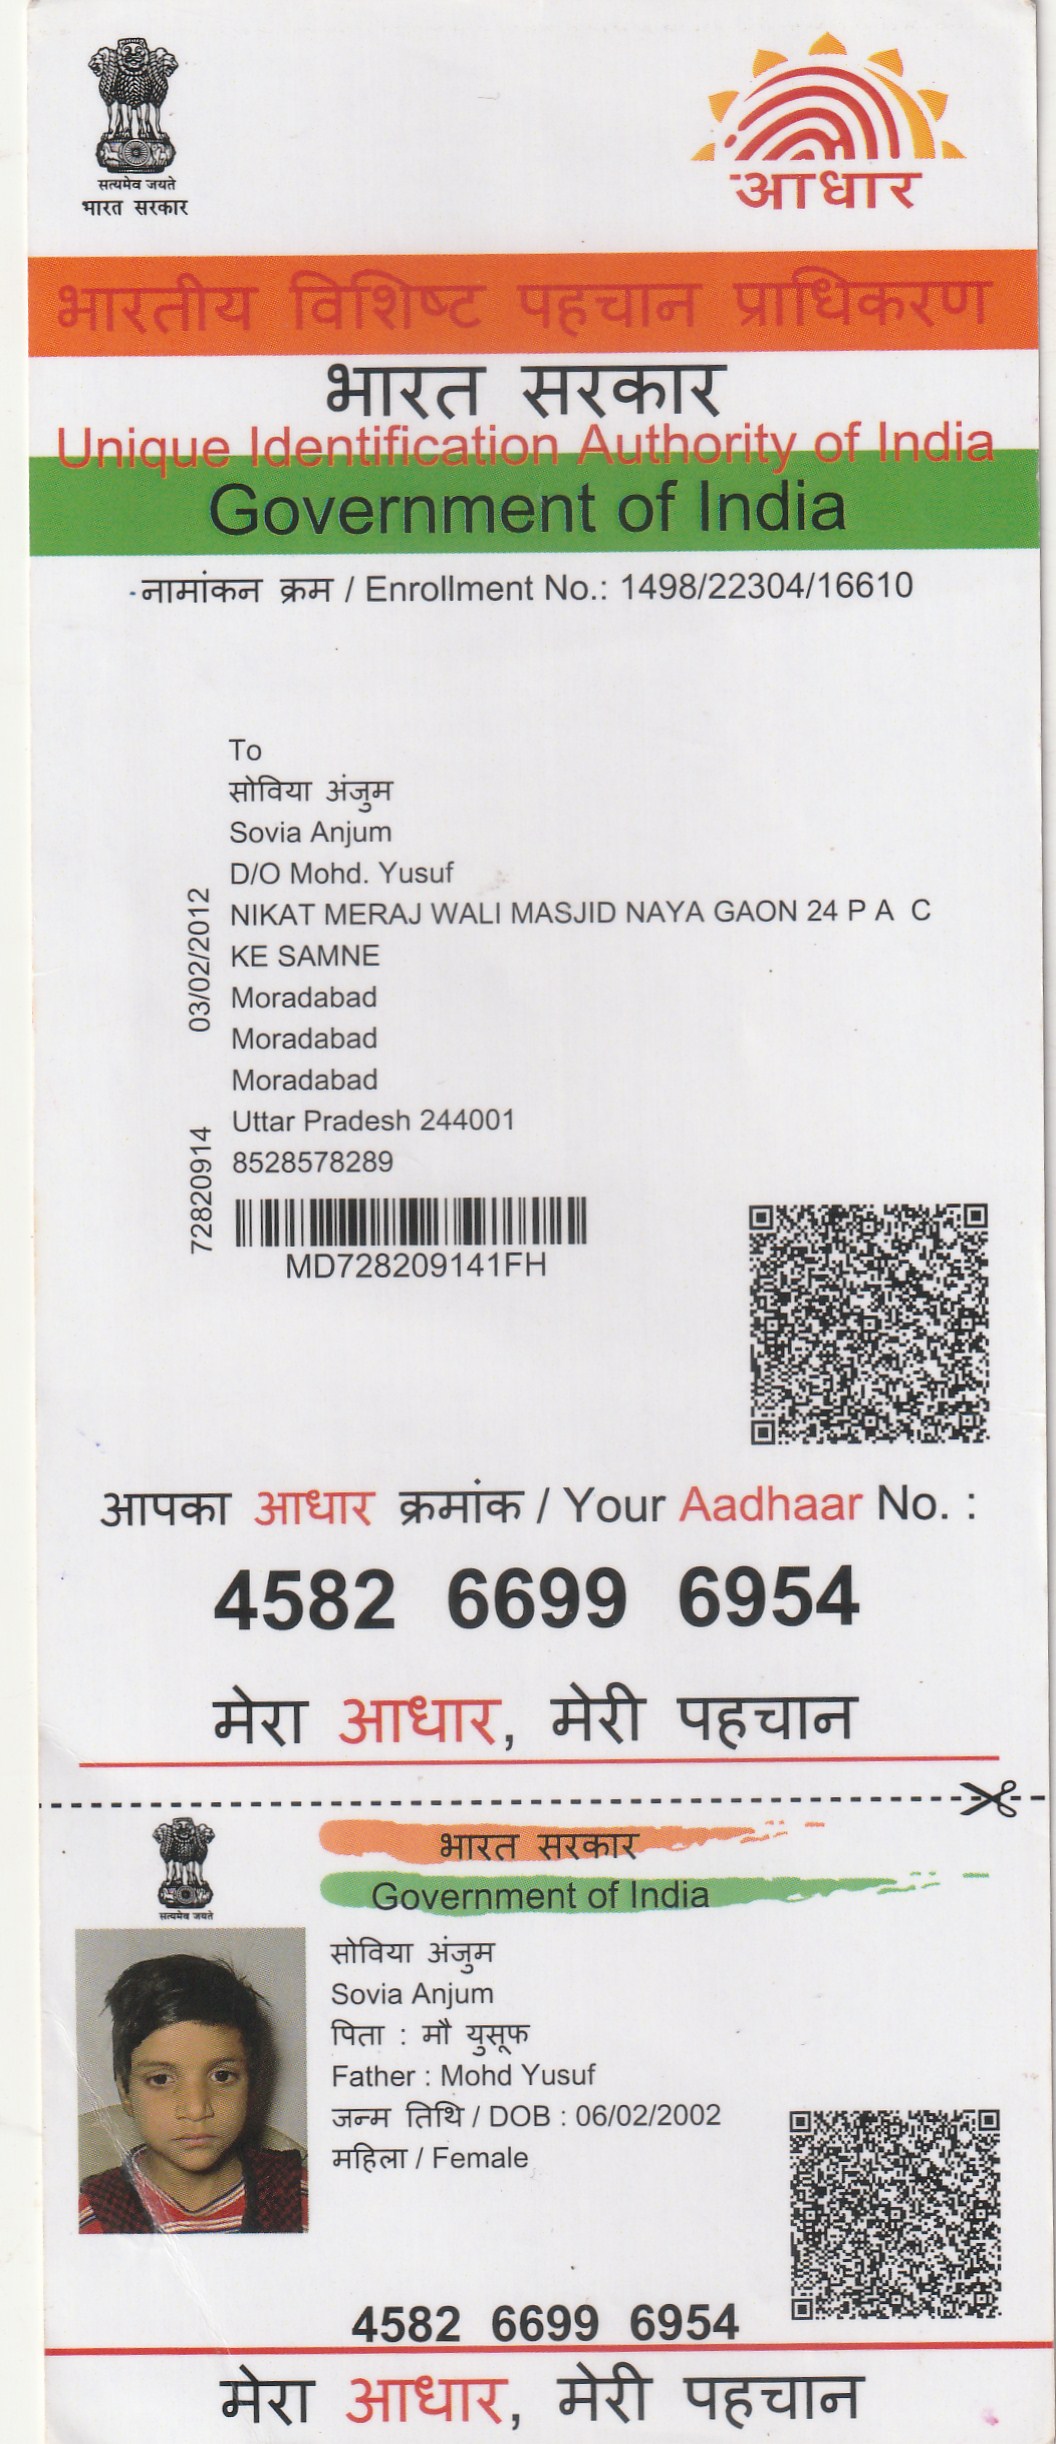 सत्यमेव जयते
भारत सरकार
आधार
भारतीय विशिष्ट पहचान प्राधिकरण
भारत सरकार
Unique Identification Authority of India
Government of India
नामांकन क्रम / Enrollment No.: 1498/22304/16610
To
सोविया अंजुम
Sovia Anjum
D/O Mohd. Yusuf
NIKAT MERAJ WALI MASJID NAYA GAON 24 P A C
KE SAMNE
Moradabad
Moradabad
Moradabad
Uttar Pradesh 244001
8528578289
03/02/2012
72820914
MD728209141FH
आपका आधार क्रमांक / Your Aadhaar No. :
4582 6699 6954
मेरा आधार, मेरी पहचान
सत्यमेव जयते
भारत सरकार
Government of India
सोविया अंजुम
Sovia Anjum
पिता : मौ युसूफ
Father : Mohd Yusuf
जन्म तिथि / DOB : 06/02/2002
महिला / Female
4582 6699 6954
मेरा आधार, मेरी पहचान